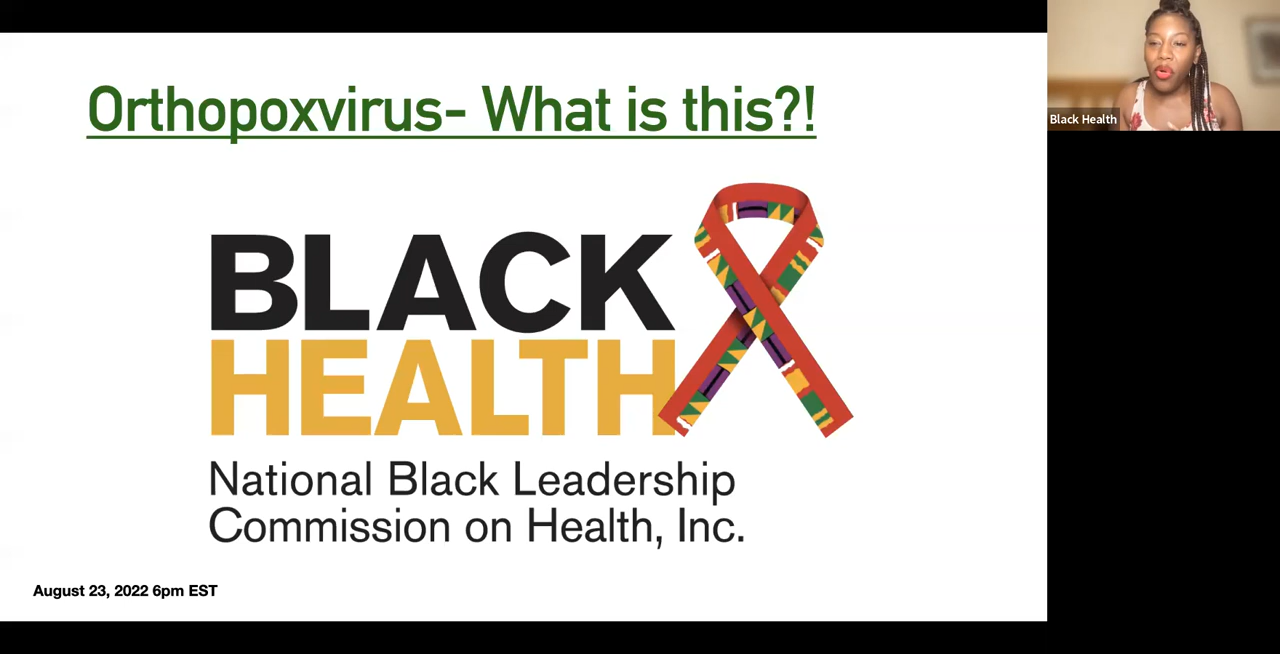 Orthopoxvirus- What is this?!
BLACK
HEALTH
National Black Leadership
Commission on Health, Inc.
August 23, 2022 6pm EST
Black Health